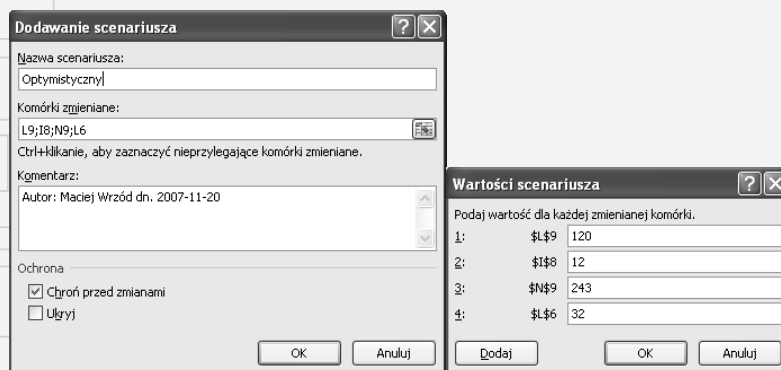 Dodawanie scenariusza
Nazwa scenariusza:
Optymistyczny
Komórki zmieniane:
L9;I8;N9;L6
Ctrl+klikanie, aby zaznaczyć nieprzylegające komórki zmieniane.
Komentarz:
Autor: Maciej Wrzód dn. 2007-11-20
Ochrona
Chroń przed zmianami
Ukryj
OK Anuluj
Wartości scenariusza
Podaj wartość dla każdej zmienianej komórki.
1: $L$9 120
2: $I$8 12
3: $N$9 243
4: $L$6 32
Dodaj OK Anuluj